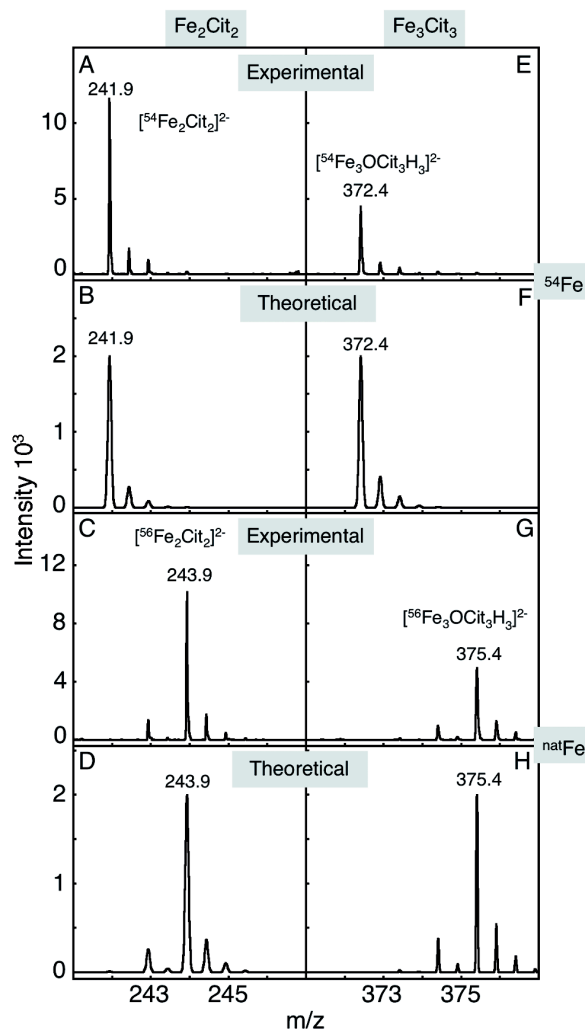 Fe₂Cit₂
Fe₃Cit₃
A
Experimental
E
241.9
[⁵⁴Fe₂Cit₂]²⁻
[⁵⁴Fe₃OCit₃H₃]²⁻
372.4
10
5
0
⁵⁴Fe
B
Theoretical
F
241.9
372.4
2
1
0
C
Experimental
G
[⁵⁶Fe₂Cit₂]²⁻
243.9
[⁵⁶Fe₃OCit₃H₃]²⁻
375.4
12
8
4
0
ⁿᵃᵗFe
D
Theoretical
H
243.9
375.4
2
1
0
243
245
373
375
m/z
Intensity 10³